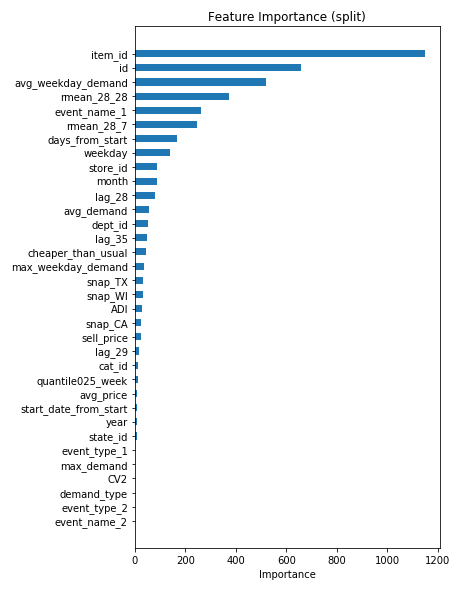 Feature Importance (split)
item_id
id
avg_weekday_demand
rmean_28_28
event_name_1
rmean_28_7
days_from_start
weekday
store_id
month
lag_28
avg_demand
dept_id
lag_35
cheaper_than_usual
max_weekday_demand
snap_TX
snap_WI
ADI
snap_CA
sell_price
lag_29
cat_id
quantile025_week
avg_price
start_date_from_start
year
state_id
event_type_1
max_demand
CV2
demand_type
event_type_2
event_name_2
0 200 400 600 800 1000 1200
Importance